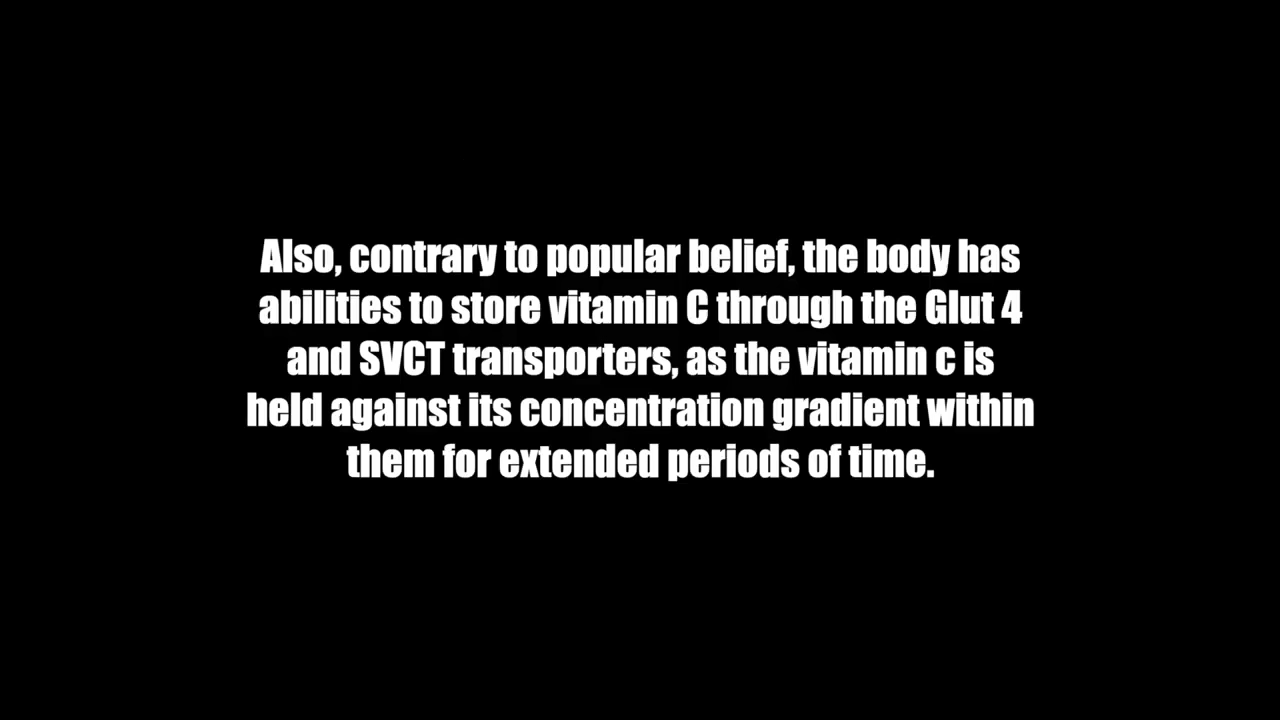 Also, contrary to popular belief, the body has
abilities to store vitamin C through the Glut 4
and SVCT transporters, as the vitamin c is
held against its concentration gradient within
them for extended periods of time.